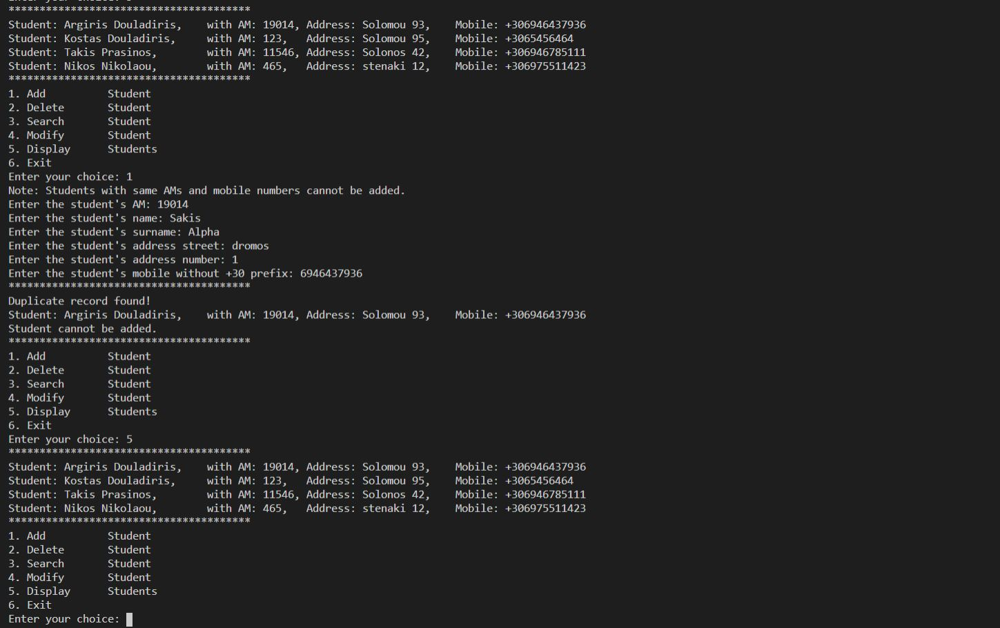 ***************************************
Student: Argiris Douladiris,    with AM: 19014, Address: Solomou 93,    Mobile: +306946437936
Student: Kostas Douladiris,     with AM: 123,   Address: Solomou 95,    Mobile: +3065456464
Student: Takis Prasinos,        with AM: 11546, Address: Solonos 42,    Mobile: +306946785111
Student: Nikos Nikolaou,        with AM: 465,   Address: stenaki 12,    Mobile: +306975511423
***************************************
1. Add          Student
2. Delete       Student
3. Search       Student
4. Modify       Student
5. Display      Students
6. Exit
Enter your choice: 1
Note: Students with same AMs and mobile numbers cannot be added.
Enter the student's AM: 19014
Enter the student's name: Sakis
Enter the student's surname: Alpha
Enter the student's address street: dromos
Enter the student's address number: 1
Enter the student's mobile without +30 prefix: 6946437936
***************************************
Duplicate record found!
Student: Argiris Douladiris,    with AM: 19014, Address: Solomou 93,    Mobile: +306946437936
Student cannot be added.
***************************************
1. Add          Student
2. Delete       Student
3. Search       Student
4. Modify       Student
5. Display      Students
6. Exit
Enter your choice: 5
***************************************
Student: Argiris Douladiris,    with AM: 19014, Address: Solomou 93,    Mobile: +306946437936
Student: Kostas Douladiris,     with AM: 123,   Address: Solomou 95,    Mobile: +3065456464
Student: Takis Prasinos,        with AM: 11546, Address: Solonos 42,    Mobile: +306946785111
Student: Nikos Nikolaou,        with AM: 465,   Address: stenaki 12,    Mobile: +306975511423
***************************************
1. Add          Student
2. Delete       Student
3. Search       Student
4. Modify       Student
5. Display      Students
6. Exit
Enter your choice: